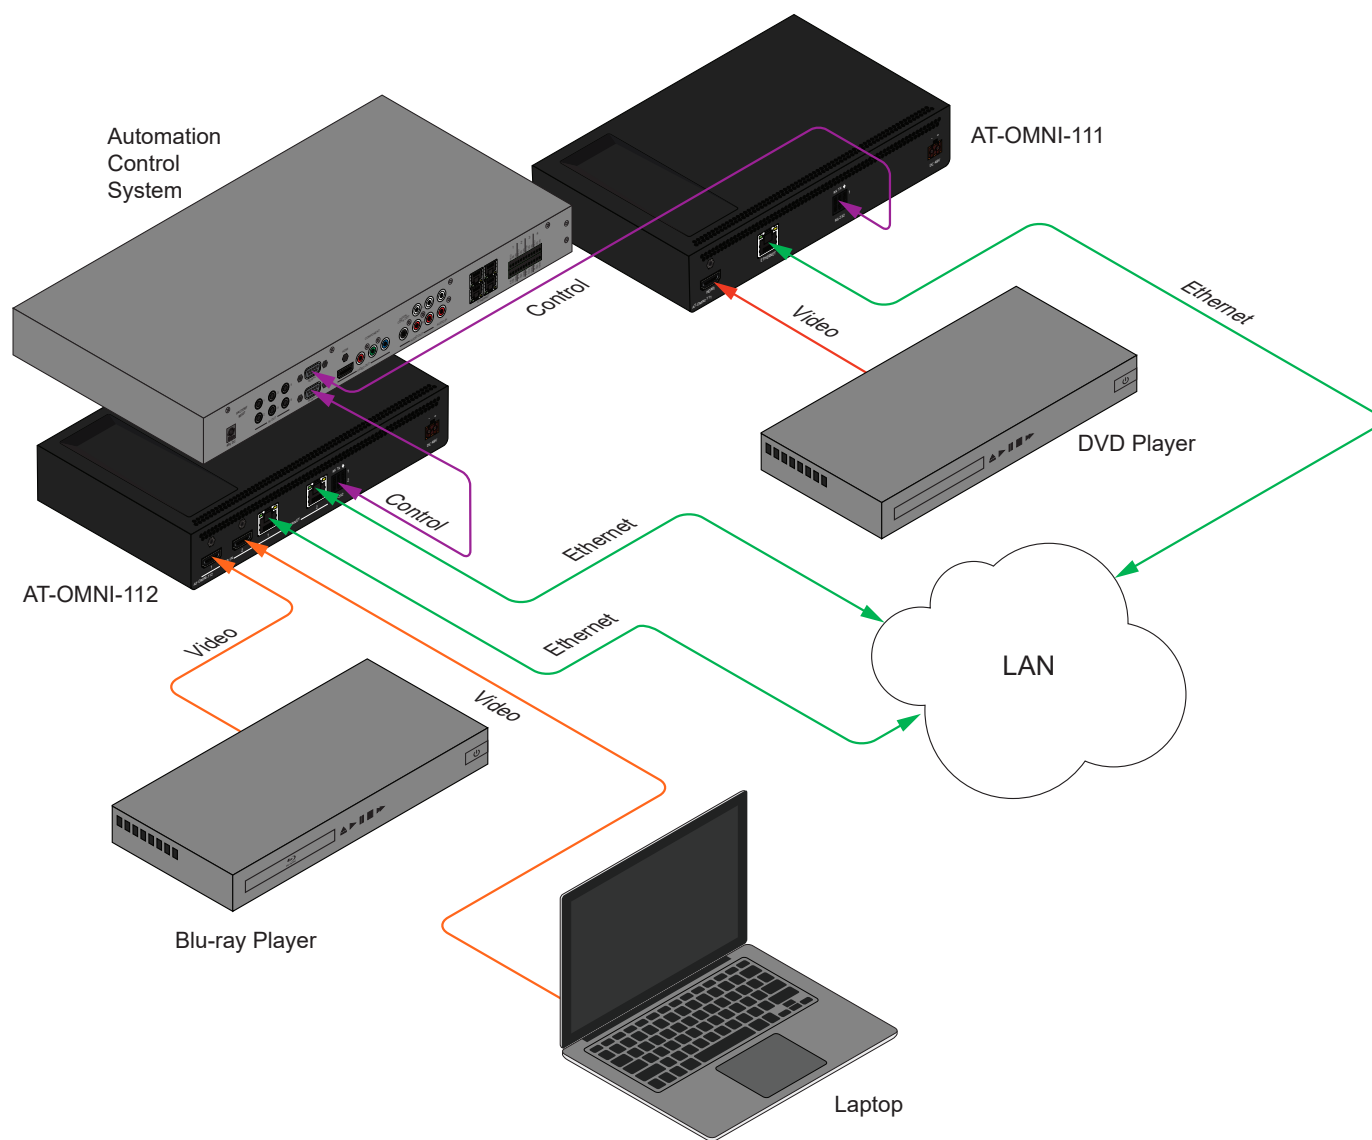 Automation
Control
System
AT-OMNI-111
Control
Video
Ethernet
DVD Player
Control
Ethernet
AT-OMNI-112
Ethernet
Video
LAN
Video
Blu-ray Player
Laptop